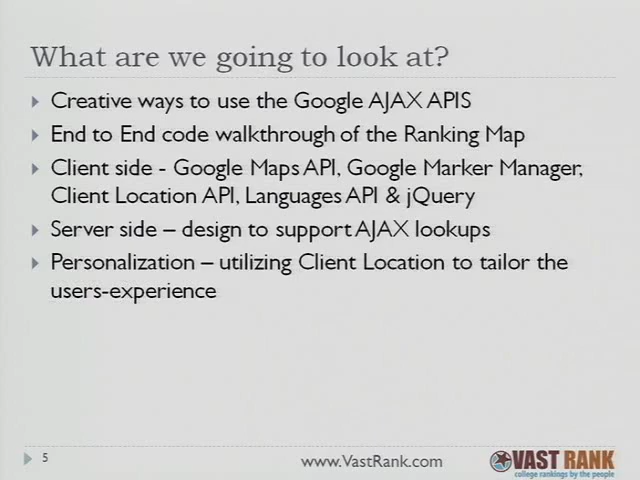 What are we going to look at?
Creative ways to use the Google AJAX APIS
End to End code walkthrough of the Ranking Map
Client side - Google Maps API, Google Marker Manager,
Client Location API, Languages API & jQuery
Server side – design to support AJAX lookups
Personalization – utilizing Client Location to tailor the
users-experience
5
www.VastRank.com
VAST RANK
college rankings by the people